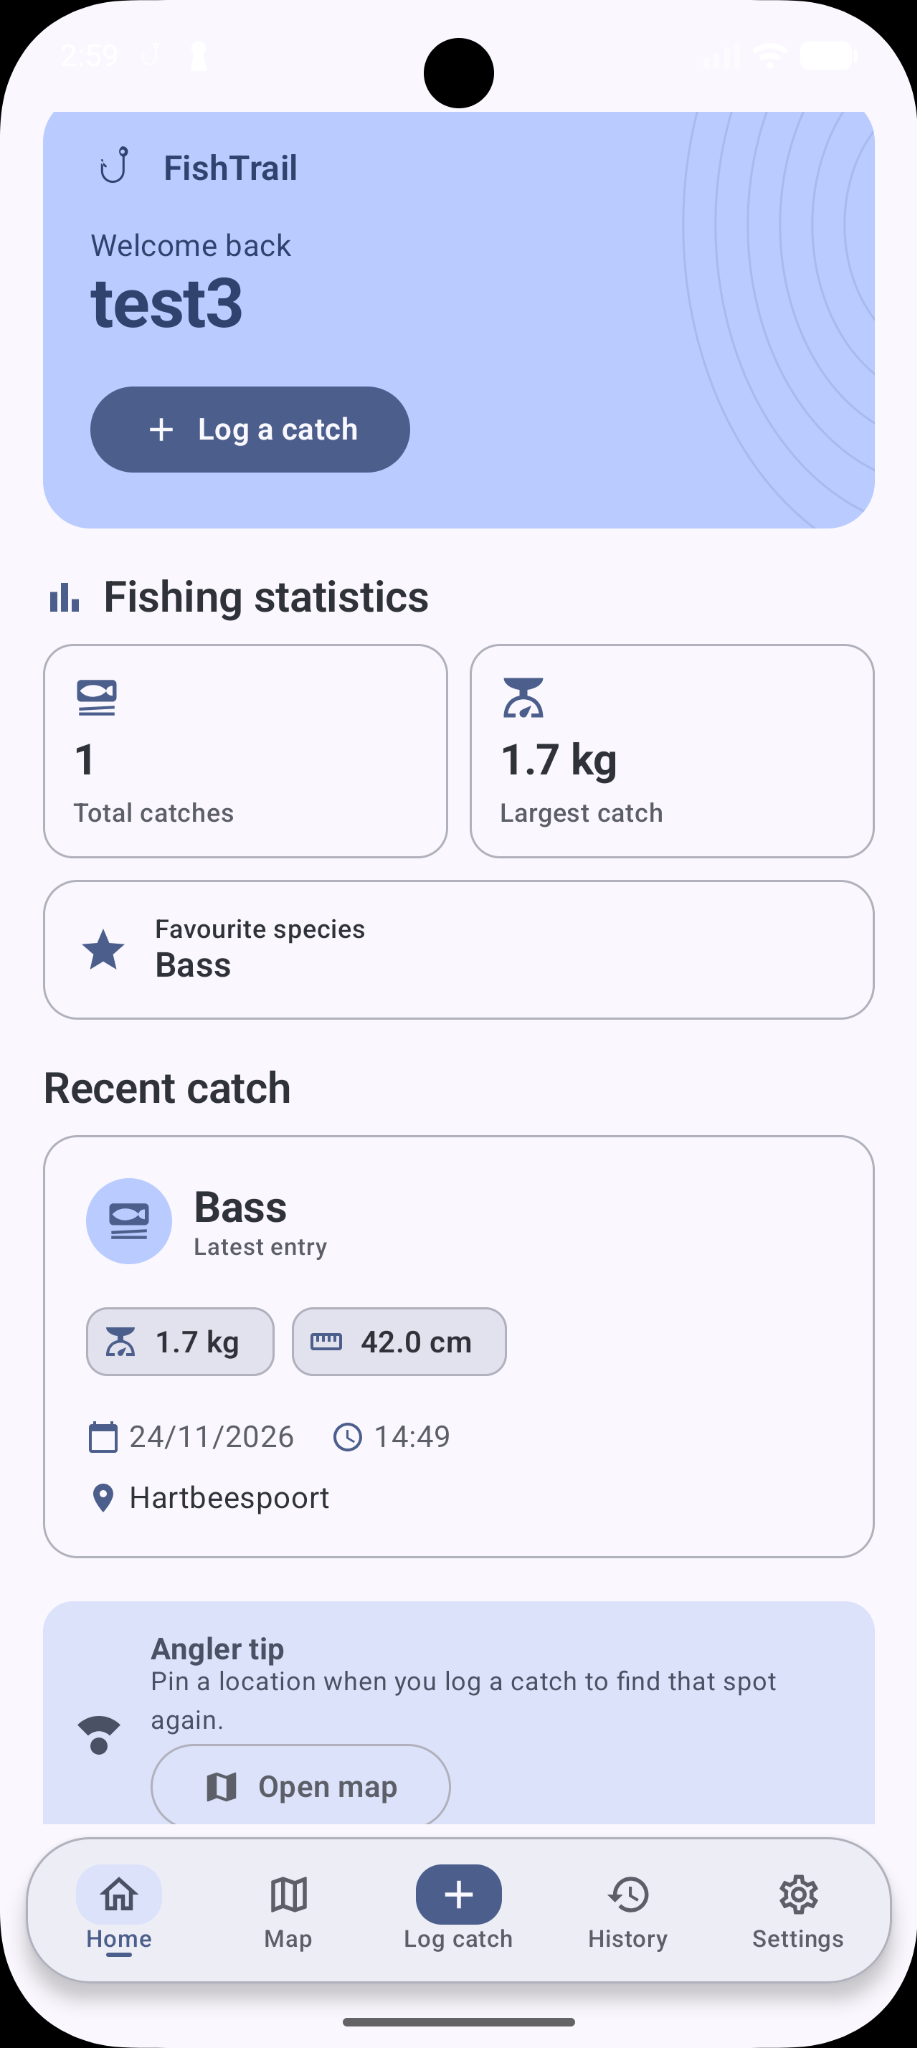 2:59
FishTrail
Welcome back
test3
Log a catch
Fishing statistics
1
Total catches
1.7 kg
Largest catch
Favourite species
Bass
Recent catch
Bass
Latest entry
1.7 kg
42.0 cm
24/11/2026
14:49
Hartbeespoort
Angler tip
Pin a location when you log a catch to find that spot
again.
Open map
Home
Map
Log catch
History
Settings